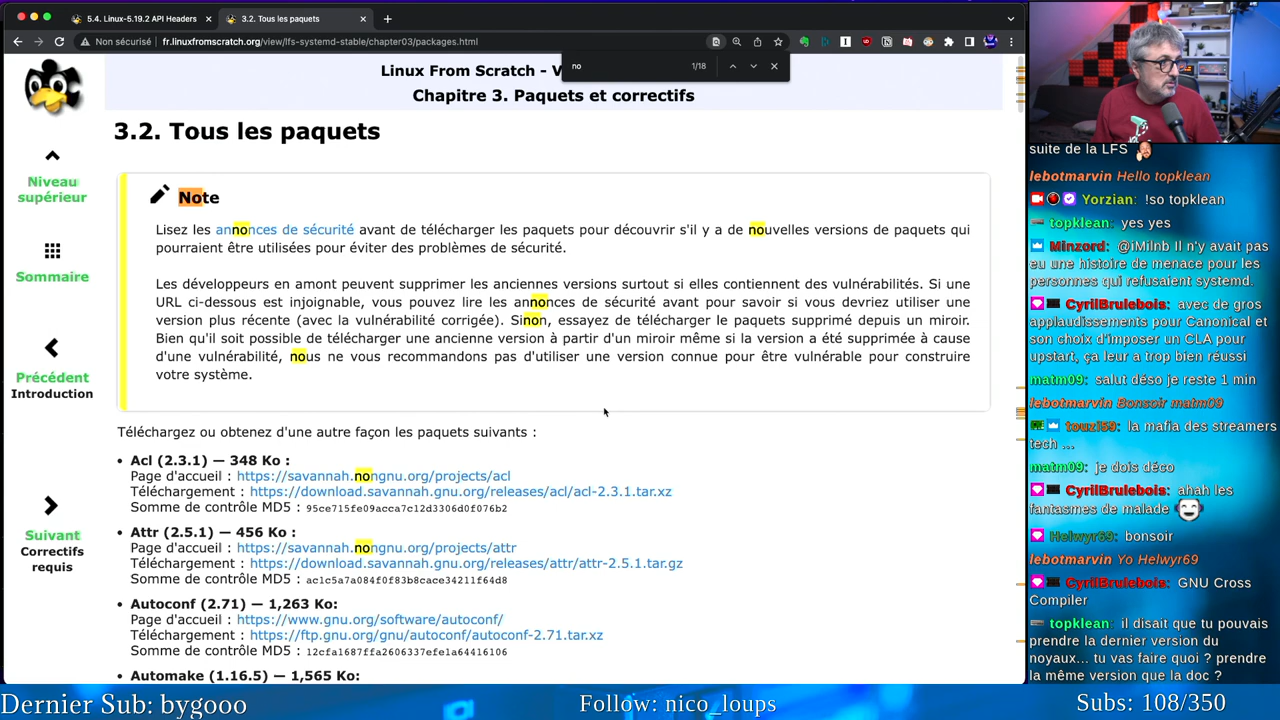 5.4. Linux-5.19.2 API Headers
3.2. Tous les paquets
Non sécurisé
fr.linuxfromscratch.org/view/lfs-systemd-stable/chapter03/packages.html
no
1/18
Linux From Scratch - V
Chapitre 3. Paquets et correctifs
3.2. Tous les paquets
Niveau
supérieur
Sommaire
Précédent
Introduction
Suivant
Correctifs
requis
Note
Lisez les annonces de sécurité avant de télécharger les paquets pour découvrir s'il y a de nouvelles versions de paquets qui
pourraient être utilisées pour éviter des problèmes de sécurité.
Les développeurs en amont peuvent supprimer les anciennes versions surtout si elles contiennent des vulnérabilités. Si une
URL ci-dessous est injoignable, vous pouvez lire les annonces de sécurité avant pour savoir si vous devriez utiliser une
version plus récente (avec la vulnérabilité corrigée). Sinon, essayez de télécharger le paquets supprimé depuis un miroir.
Bien qu'il soit possible de télécharger une ancienne version à partir d'un miroir même si la version a été supprimée à cause
d'une vulnérabilité, nous ne vous recommandons pas d'utiliser une version connue pour être vulnérable pour construire
votre système.
Téléchargez ou obtenez d'une autre façon les paquets suivants :
• Acl (2.3.1) — 348 Ko :
Page d'accueil : https://savannah.nongnu.org/projects/acl
Téléchargement : https://download.savannah.gnu.org/releases/acl/acl-2.3.1.tar.xz
Somme de contrôle MD5 : 95ce715fe09acca7c12d3306d0f076b2
• Attr (2.5.1) — 456 Ko :
Page d'accueil : https://savannah.nongnu.org/projects/attr
Téléchargement : https://download.savannah.gnu.org/releases/attr/attr-2.5.1.tar.gz
Somme de contrôle MD5 : ac1c5a7a084f0f83b8cace34211f64d8
• Autoconf (2.71) — 1,263 Ko:
Page d'accueil : https://www.gnu.org/software/autoconf/
Téléchargement : https://ftp.gnu.org/gnu/autoconf/autoconf-2.71.tar.xz
Somme de contrôle MD5 : 12cfa1687ffa2606337efe1a64416106
• Automake (1.16.5) — 1,565 Ko:
suite de la LFS
lebotmarvin Hello topklean
Yorzian: !so topklean
topklean: yes yes
Minzord: @iMilnb Il n'y avait pas
eu une histoire de menace pour les
personnes qui refusaient systemd.
CyrilBrulebois: avec de gros
applaudissements pour Canonical et
son choix d'imposer un CLA pour
upstart, ça leur a trop bien réussi
matm09: salut déso je reste 1 min
lebotmarvin Bonsoir matm09
touzi59: la mafia des streamers
tech ...
matm09: je dois déco
CyrilBrulebois: ahah les
fantasmes de malade
Helwyr69: bonsoir
lebotmarvin Yo Helwyr69
CyrilBrulebois: GNU Cross
Compiler
topklean: il disait que tu pouvais
prendre la dernier version du
noyaux... tu vas faire quoi ? prendre
la même version que la doc ?
Dernier Sub: bygooo
Follow: nico_loups
Subs: 108/350